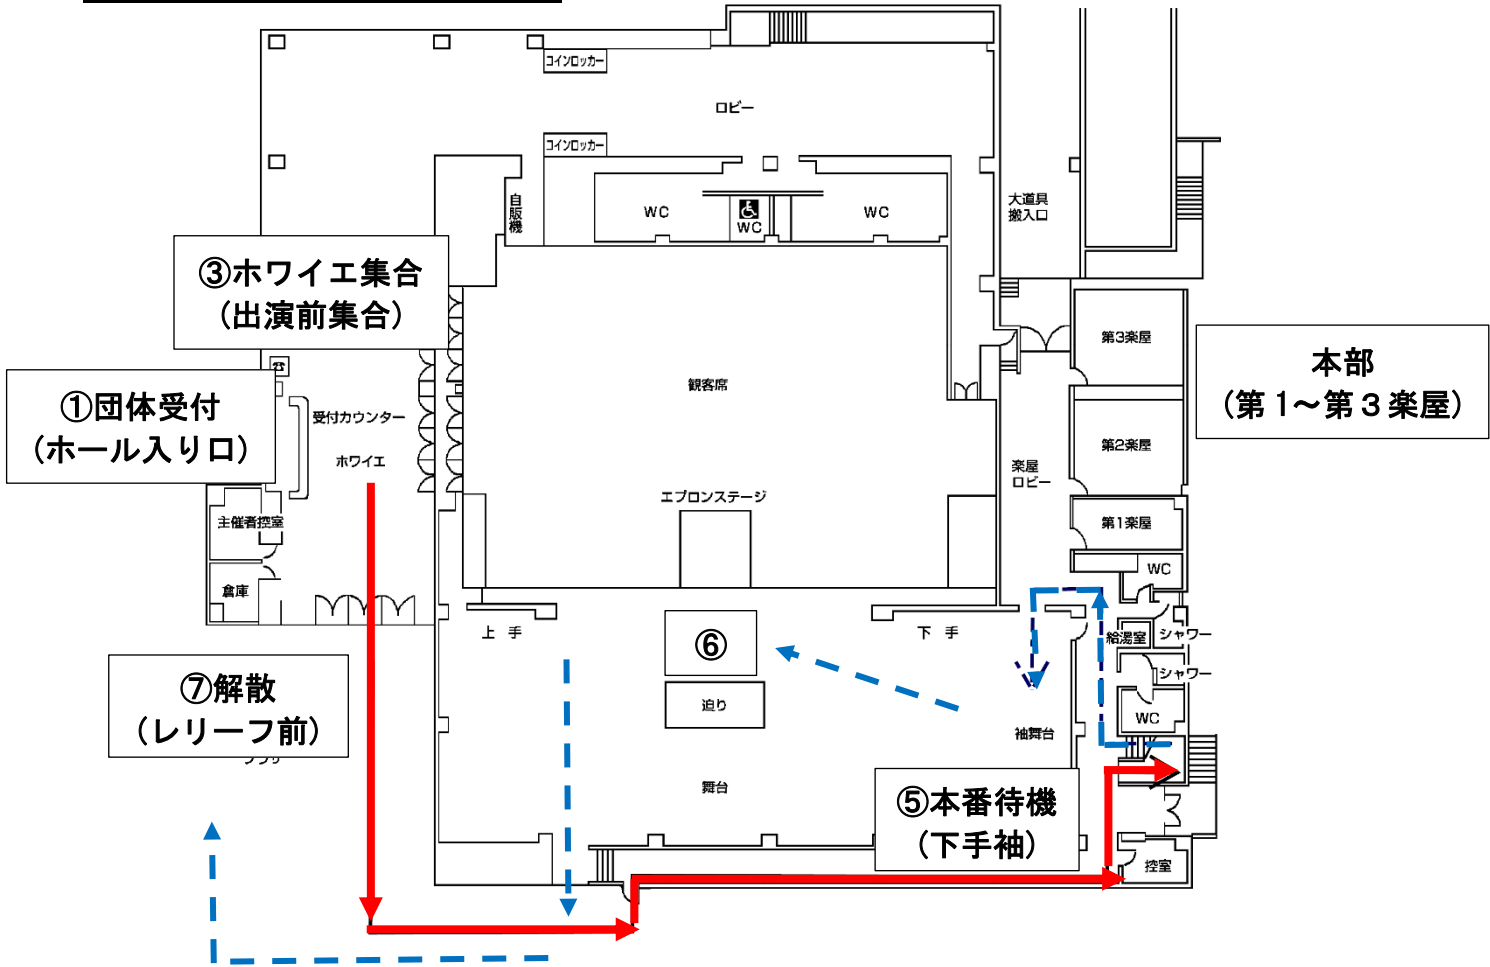 コインロッカー
ロビー
コインロッカー
自販機
WC
WC
WC
大道具
搬入口
③ホワイエ集合
(出演前集合)
第3楽屋
本部
(第1～第3楽屋)
①団体受付
(ホール入り口)
受付カウンター
ホワイエ
観客席
第2楽屋
楽屋
ロビー
エプロンステージ
第1楽屋
主催者控室
倉庫
WC
上 手
⑥
下 手
給湯室
シャワー
シャワー
⑦解散
(レリーフ前)
迫り
袖舞台
WC
舞台
⑤本番待機
(下手袖)
控室